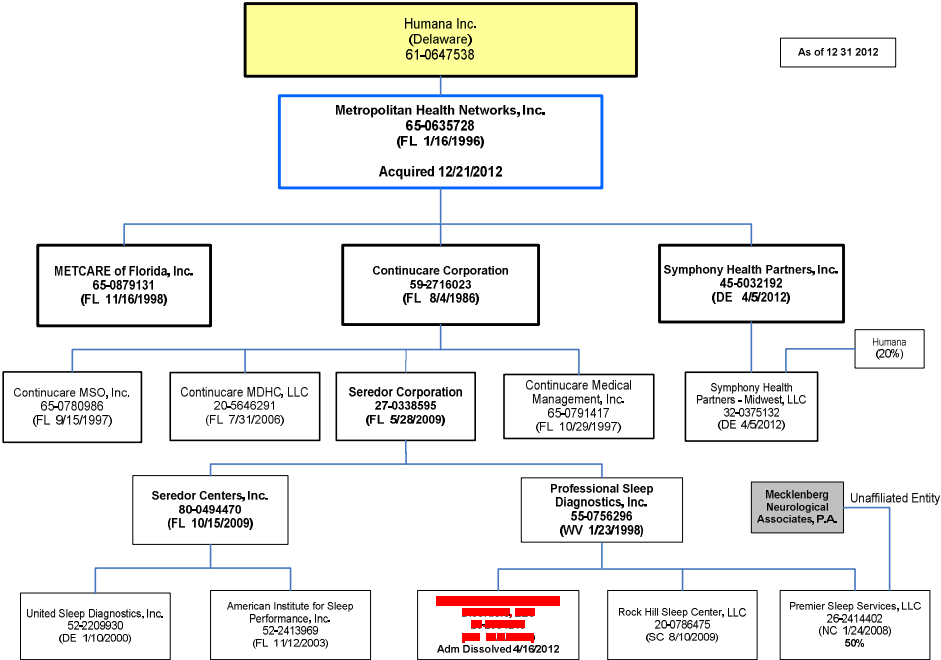 Humana Inc.
(Delaware)
61-0647538
As of 12 31 2012
Metropolitan Health Networks, Inc.
65-0635728
(FL 1/16/1996)
Acquired 12/21/2012
METCARE of Florida, Inc.
65-0879131
(FL 11/16/1998)
Continucare Corporation
59-2716023
(FL 8/4/1986)
Symphony Health Partners, Inc.
45-5032192
(DE 4/5/2012)
Humana
(20%)
Continucare MSO, Inc.
65-0780986
(FL 9/15/1997)
Continucare MDHC, LLC
20-5646291
(FL 7/31/2006)
Seredor Corporation
27-0338595
(FL 5/28/2009)
Continucare Medical
Management, Inc.
65-0791417
(FL 10/29/1997)
Symphony Health
Partners - Midwest, LLC
32-0375132
(DE 4/5/2012)
Seredor Centers, Inc.
80-0494470
(FL 10/15/2009)
Professional Sleep
Diagnostics, Inc.
55-0756296
(WV 1/23/1998)
Mecklenberg
Neurological
Associates, P.A.
Unaffiliated Entity
United Sleep Diagnostics, Inc.
52-2209930
(DE 1/10/2000)
American Institute for Sleep
Performance, Inc.
52-2413969
(FL 11/12/2003)
Adm Dissolved 4/16/2012
Rock Hill Sleep Center, LLC
20-0786475
(SC 8/10/2009)
Premier Sleep Services, LLC
26-2414402
(NC 1/24/2008)
50%